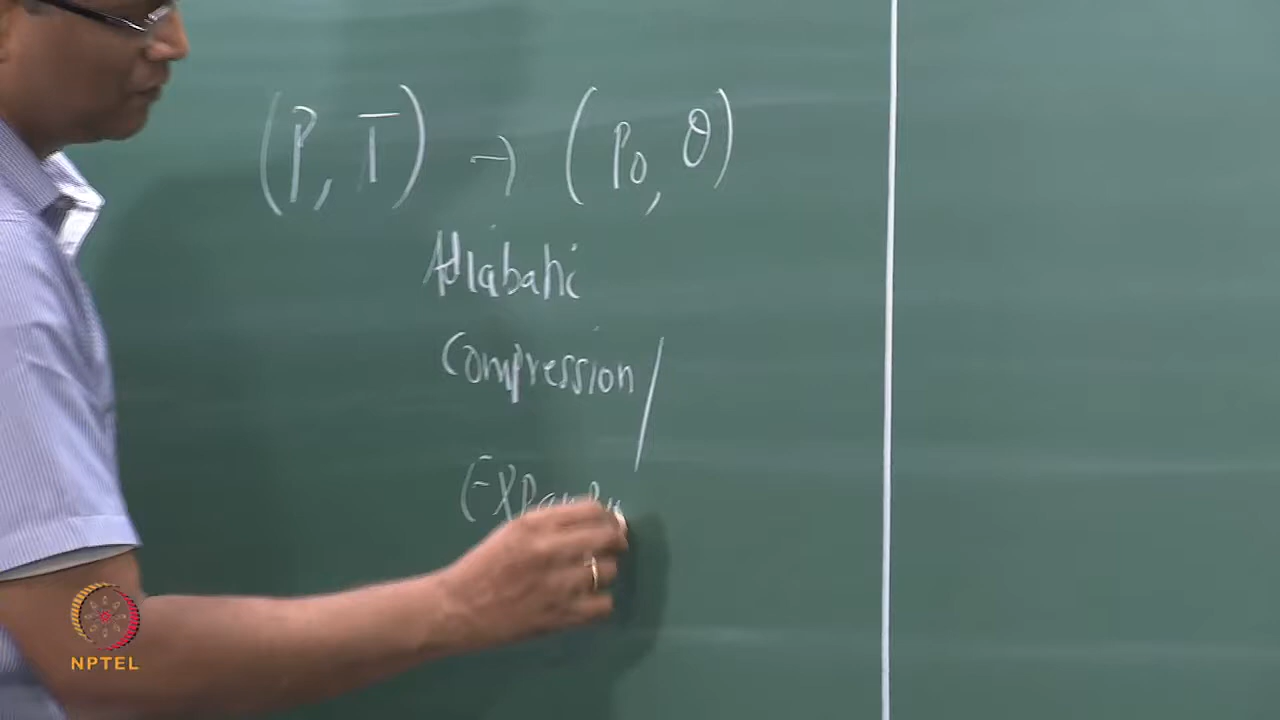 (P, T) → (P0, θ)
Adiabatic
Compression/
NPTEL